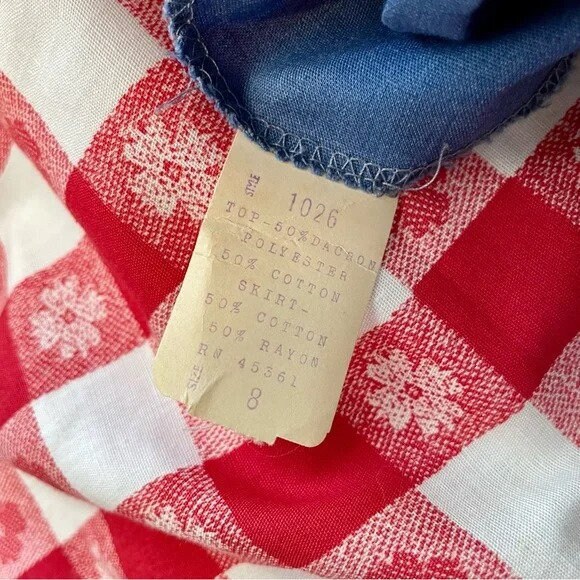 STYLE 1026
TOP-50%DACRON
POLYESTER
50% COTTON
SKIRT-
50% COTTON
50% RAYON
RN 45361
SIZE 8